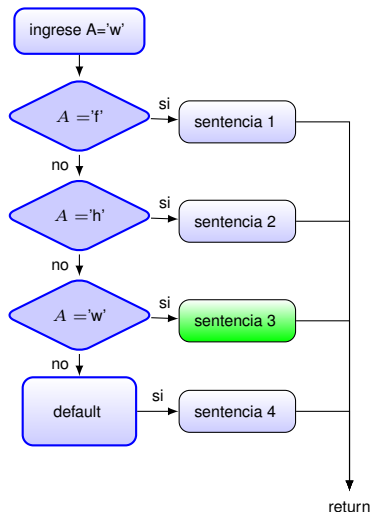 ingrese A='w'
A ='f'
si
sentencia 1
no
A ='h'
si
sentencia 2
no
A ='w'
si
sentencia 3
no
default
si
sentencia 4
return